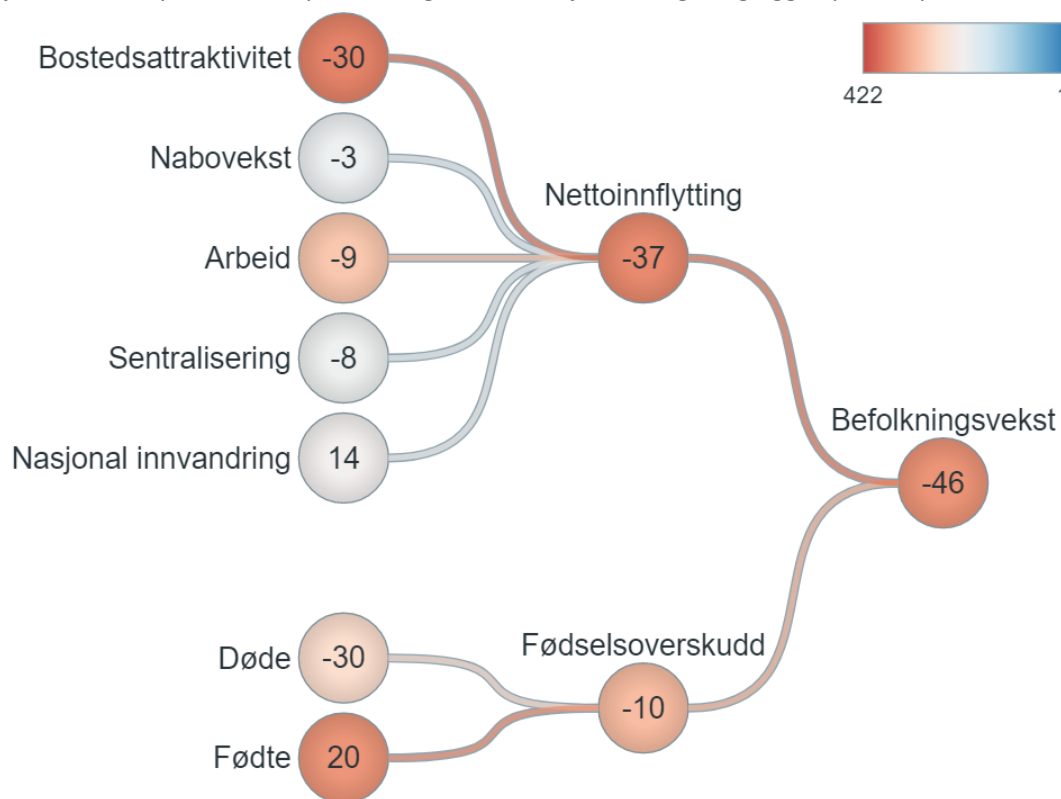 Bostedsattraktivitet
-30
422
1
Nabovekst
-3
Nettoinnflytting
Arbeid
-9
-37
Sentralisering
-8
Befolkningsvekst
Nasjonal innvandring
14
-46
Fødselsoverskudd
Døde
-30
-10
Fødte
20